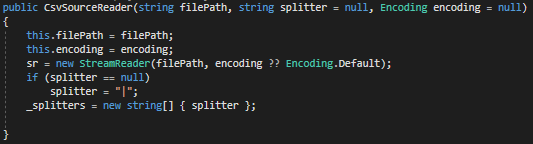 public CsvSourceReader(string filePath, string splitter = null, Encoding encoding = null)
{
this.filePath = filePath;
this.encoding = encoding;
sr = new StreamReader(filePath, encoding ?? Encoding.Default);
if (splitter == null)
splitter = "|";
_splitters = new string[] { splitter };
}